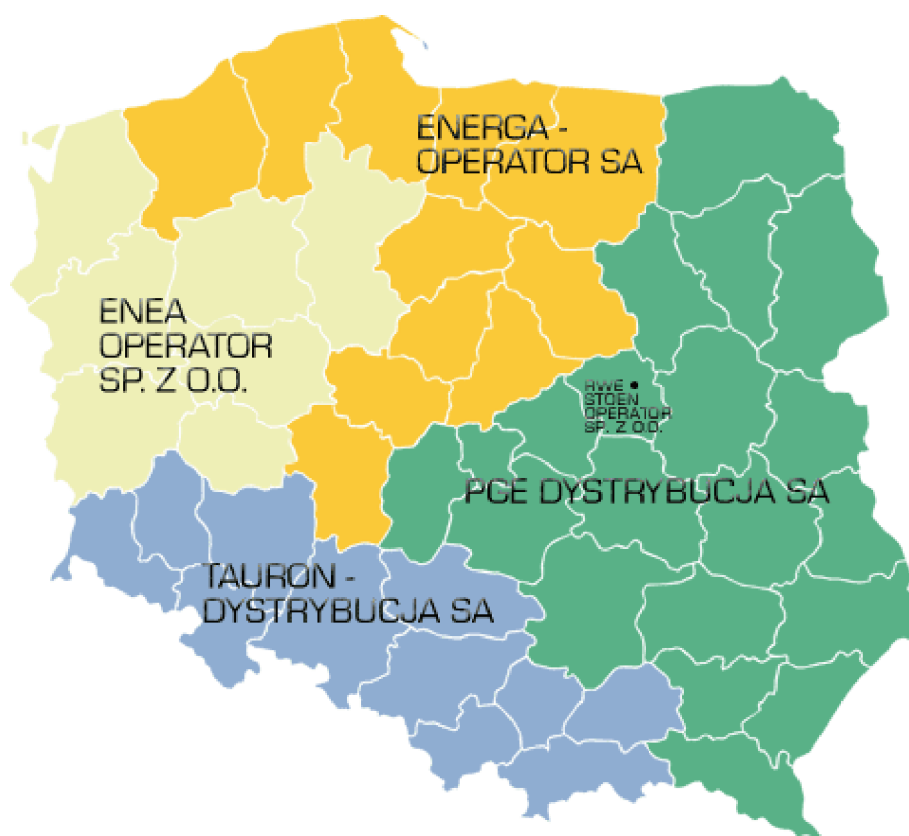 ENERGA -
OPERATOR SA
ENEA
OPERATOR
SP. Z O.O.
RWE
STOEN
OPERATOR
SP. Z O.O.
PGE DYSTRYBUCJA SA
TAURON -
DYSTRYBUCJA SA